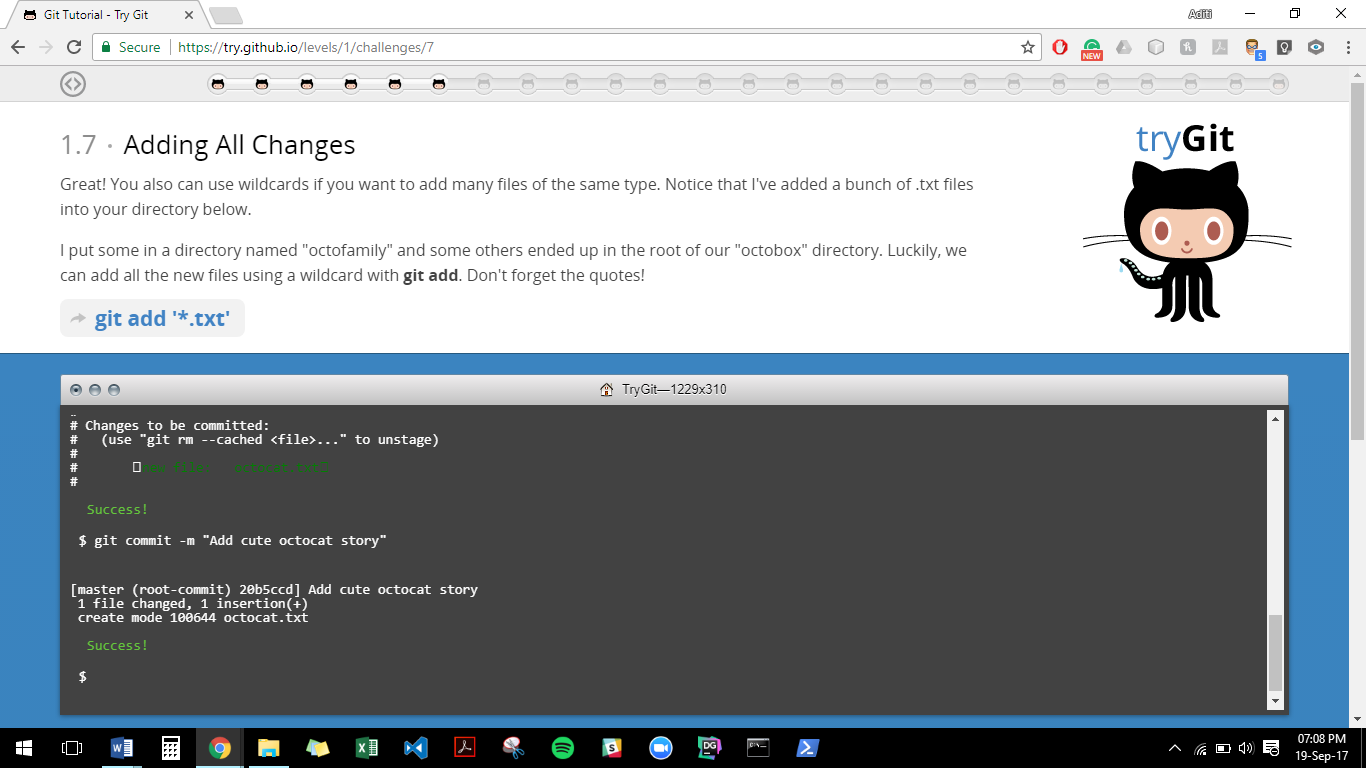 Git Tutorial - Try Git
Aditi
Secure
https://try.github.io/levels/1/challenges/7
NEW
5
1.7 · Adding All Changes
tryGit
Great! You also can use wildcards if you want to add many files of the same type. Notice that I've added a bunch of .txt files
into your directory below.
I put some in a directory named "octofamily" and some others ended up in the root of our "octobox" directory. Luckily, we
can add all the new files using a wildcard with git add. Don't forget the quotes!
git add '*.txt'
TryGit—1229x310
# Changes to be committed:
#   (use "git rm --cached <file>..." to unstage)
#
#       new file:   octocat.txt
#
Success!
$ git commit -m "Add cute octocat story"
[master (root-commit) 20b5ccd] Add cute octocat story
1 file changed, 1 insertion(+)
create mode 100644 octocat.txt
Success!
$
DG
07:08 PM
19-Sep-17